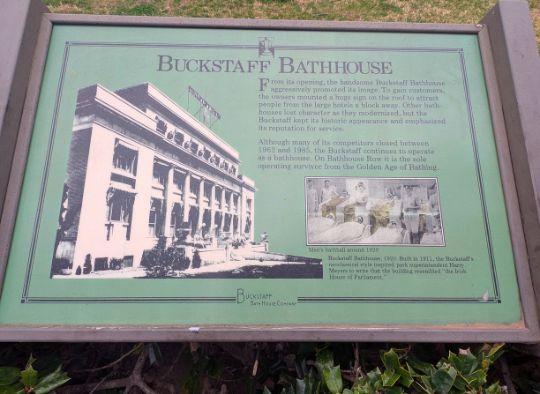 BUCKSTAFF BATHHOUSE
From its opening, the handsome Buckstaff Bathhouse
aggressively promoted its image. To gain customers,
the owners mounted a huge sign on the roof to attract
people from the large hotels a block away. Other bath-
houses lost character as they modernized, but the
Buckstaff kept its historic appearance and emphasized
its reputation for service.
Although many of its competitors closed between
1962 and 1985, the Buckstaff continues to operate
as a bathhouse. On Bathhouse Row it is the sole
operating survivor from the Golden Age of Bathing.
Men's bathhall around 1920
Buckstaff Bathhouse, 1920. Built in 1911, the Buckstaff's
neoclassical style inspired park superintendent Harry
Meyers to write that the building resembled "the Irish
House of Parliament."
BUCKSTAFF
BATH HOUSE COMPANY